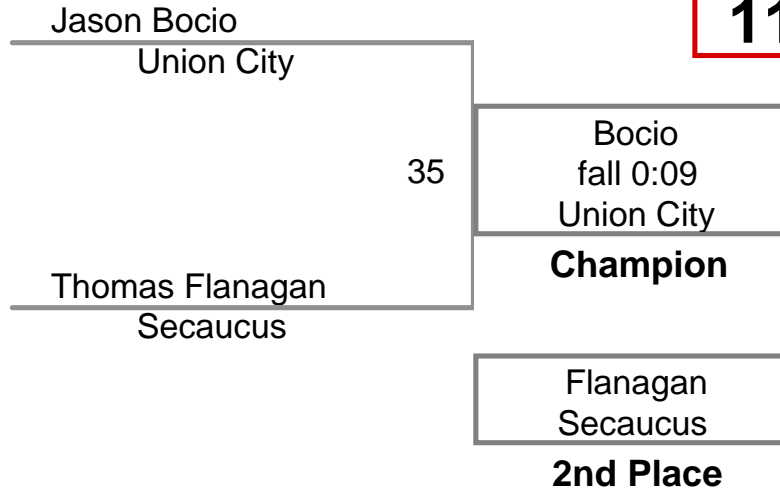 Jason Bocio
Union City
11
35
Bocio
fall 0:09
Union City
Champion
Thomas Flanagan
Secaucus
Flanagan
Secaucus
2nd Place